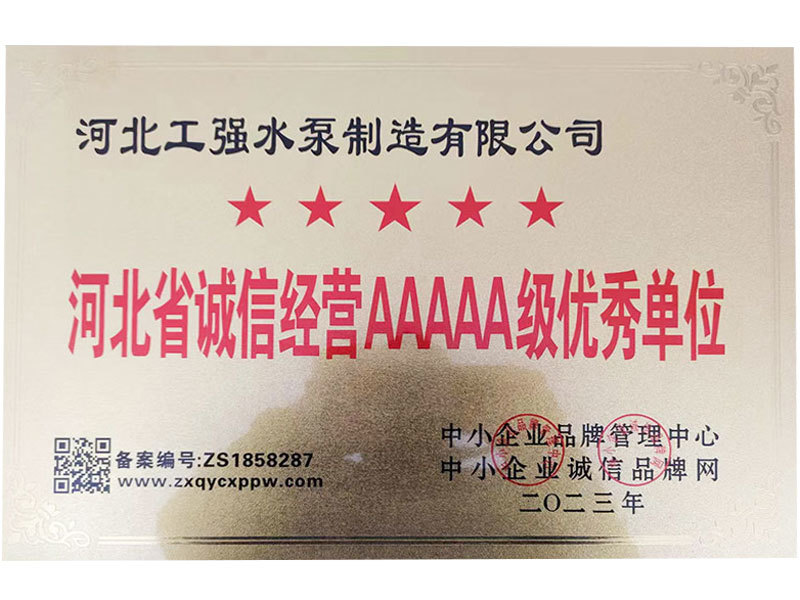 河北工强水泵制造有限公司
★ ★ ★ ★ ★
河北省诚信经营AAAAA级优秀单位
中小企业品牌管理中心
备案编号:ZS1858287
中小企业诚信品牌网
www.zxqycxppw.com
二〇二三年